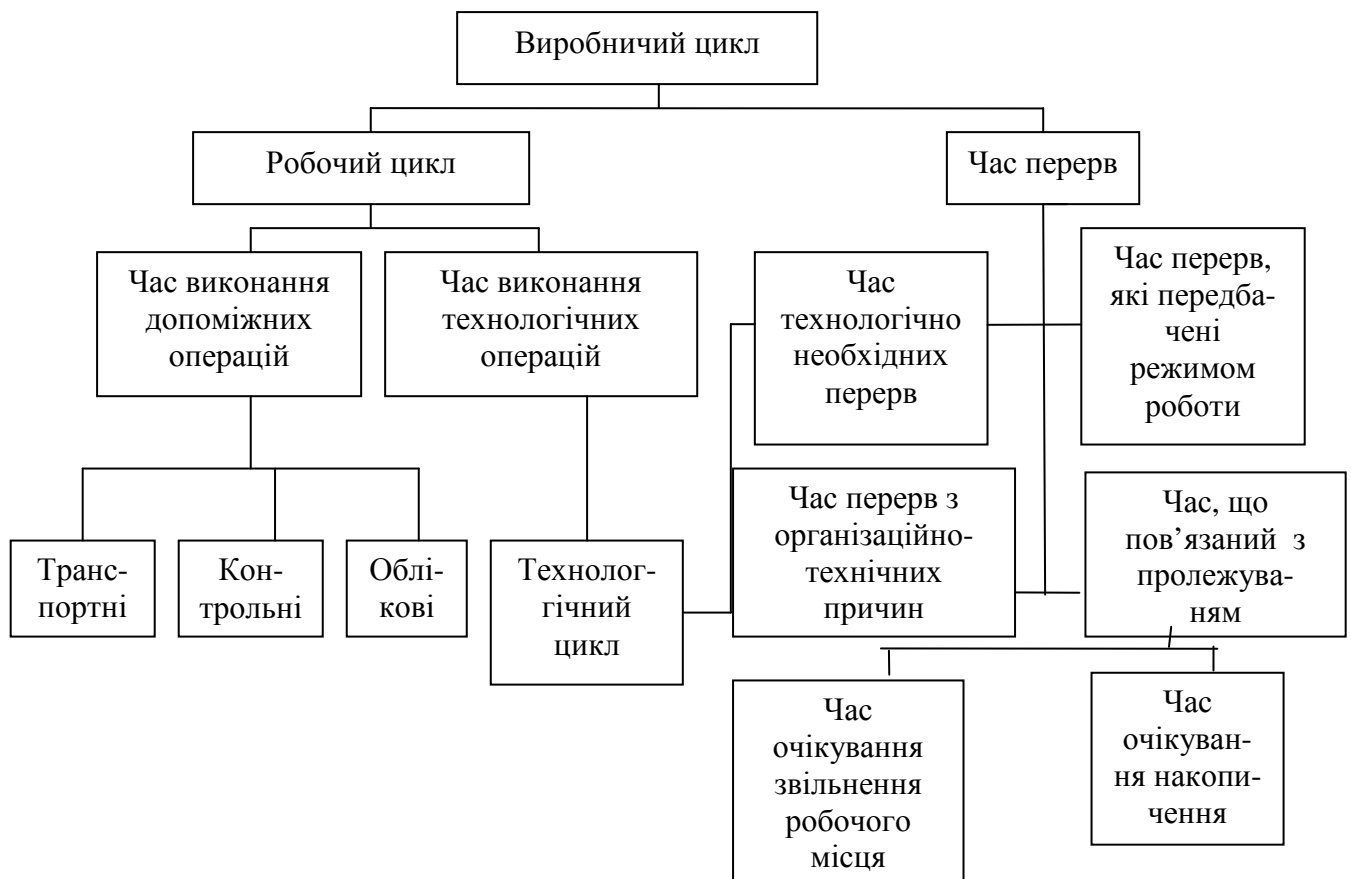 Виробничий цикл
Робочий цикл
Час перерв
Час виконання
допоміжних
операцій
Час виконання
технологічних
операцій
Час
технологічно
необхідних
перерв
Час перерв,
які передба-
чені
режимом
роботи
Транс-
портні
Кон-
трольні
Облі-
кові
Технолог-
гічний
цикл
Час перерв з
організаційно-
технічних
причин
Час, що
пов’язаний з
пролежува-
ням
Час
очікування
звільнення
робочого
місця
Час
очікуван-
ня накопи-
чення